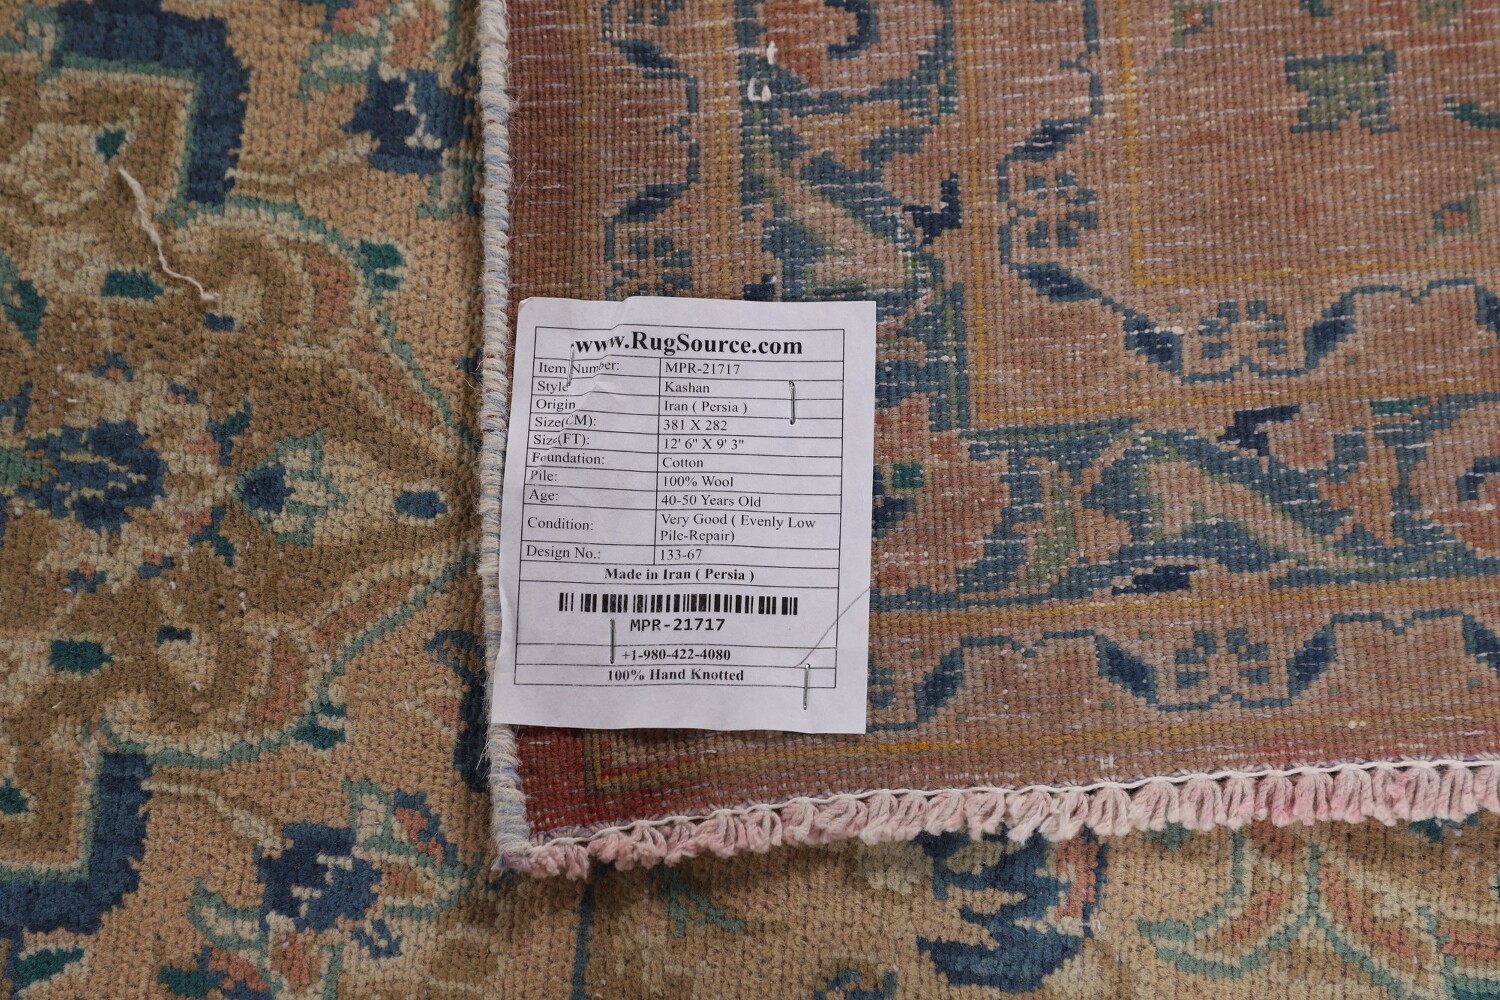 www.RugSource.com
Item Number: MPR-21717
Style Kashan
Origin Iran ( Persia )
Size(CM): 381 X 282
Size(FT): 12' 6" X 9' 3"
Foundation: Cotton
Pile: 100% Wool
Age: 40-50 Years Old
Condition: Very Good ( Evenly Low
Pile-Repair)
Design No.: 133-67
Made in Iran ( Persia )
MPR-21717
+1-980-422-4080
100% Hand Knotted